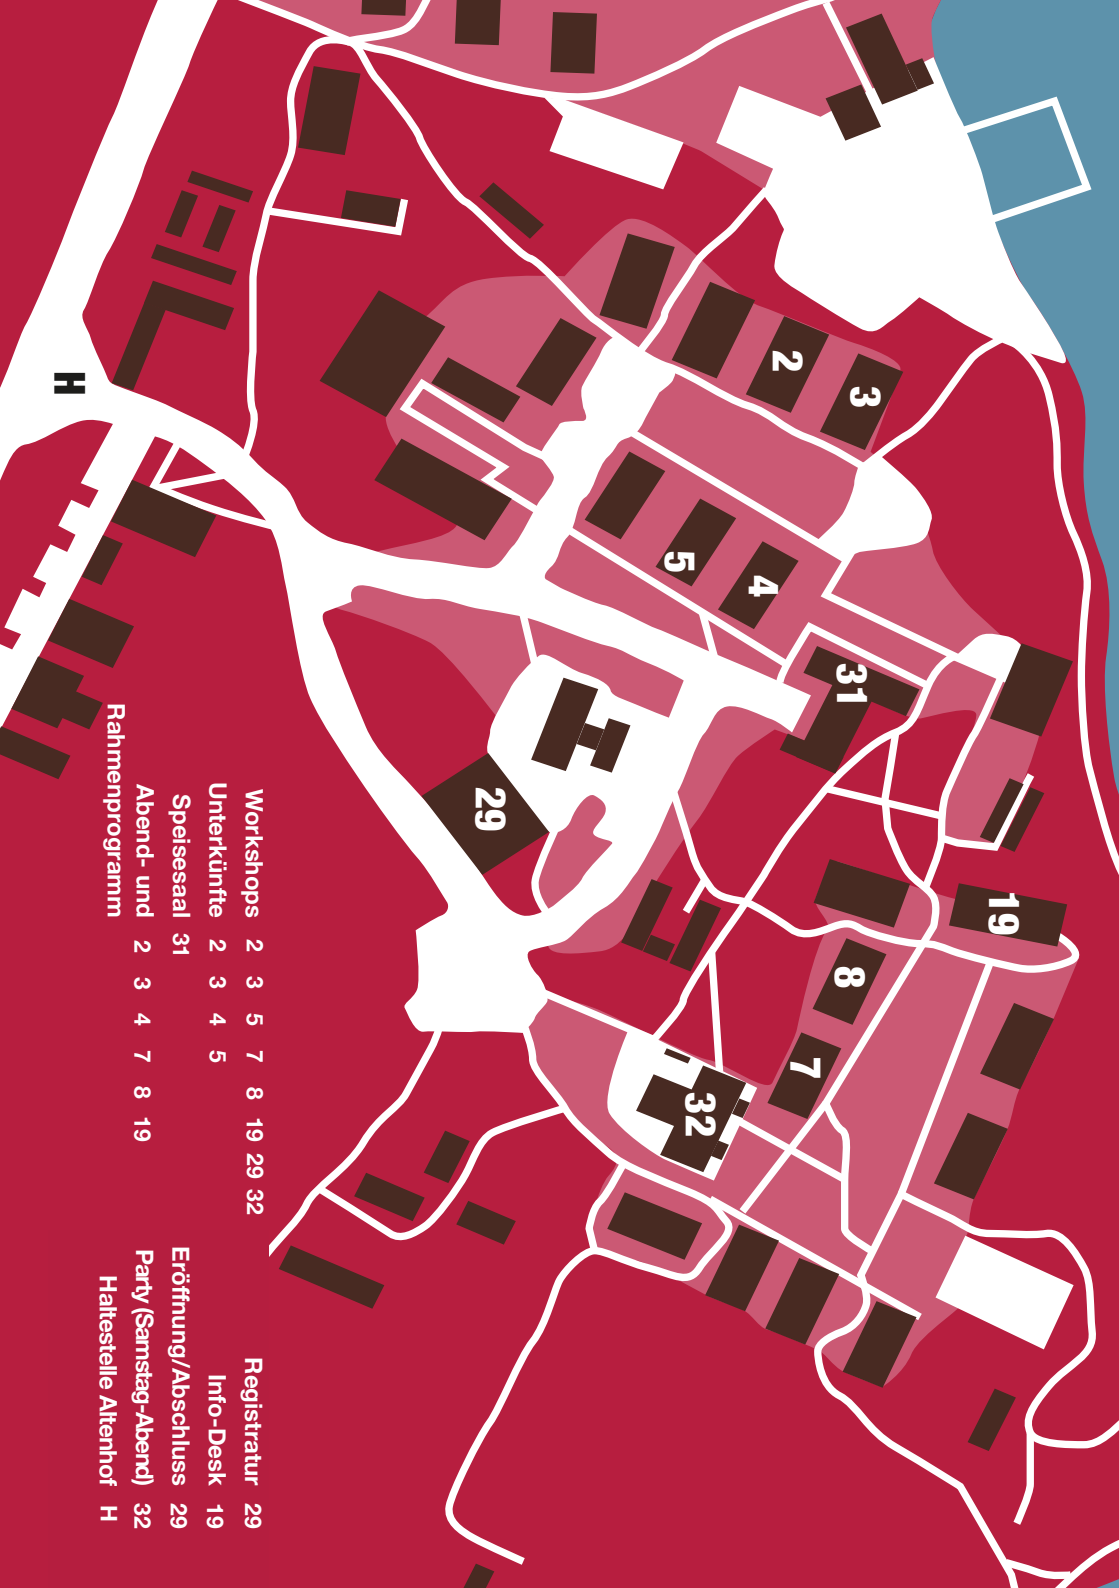 Workshops 2 3 5 7 8 19 29 32
Unterkünfte 2 3 4 5
Speisesaal 31
Abend- und 2 3 4 7 8 19
Rahmenprogramm
Registratur 29
Info-Desk 19
Eröffnung/Abschluss 29
Party (Samstag-Abend) 32
Haltestelle Altenhof H
19
3
31
8
7
2
4
32
5
29
H